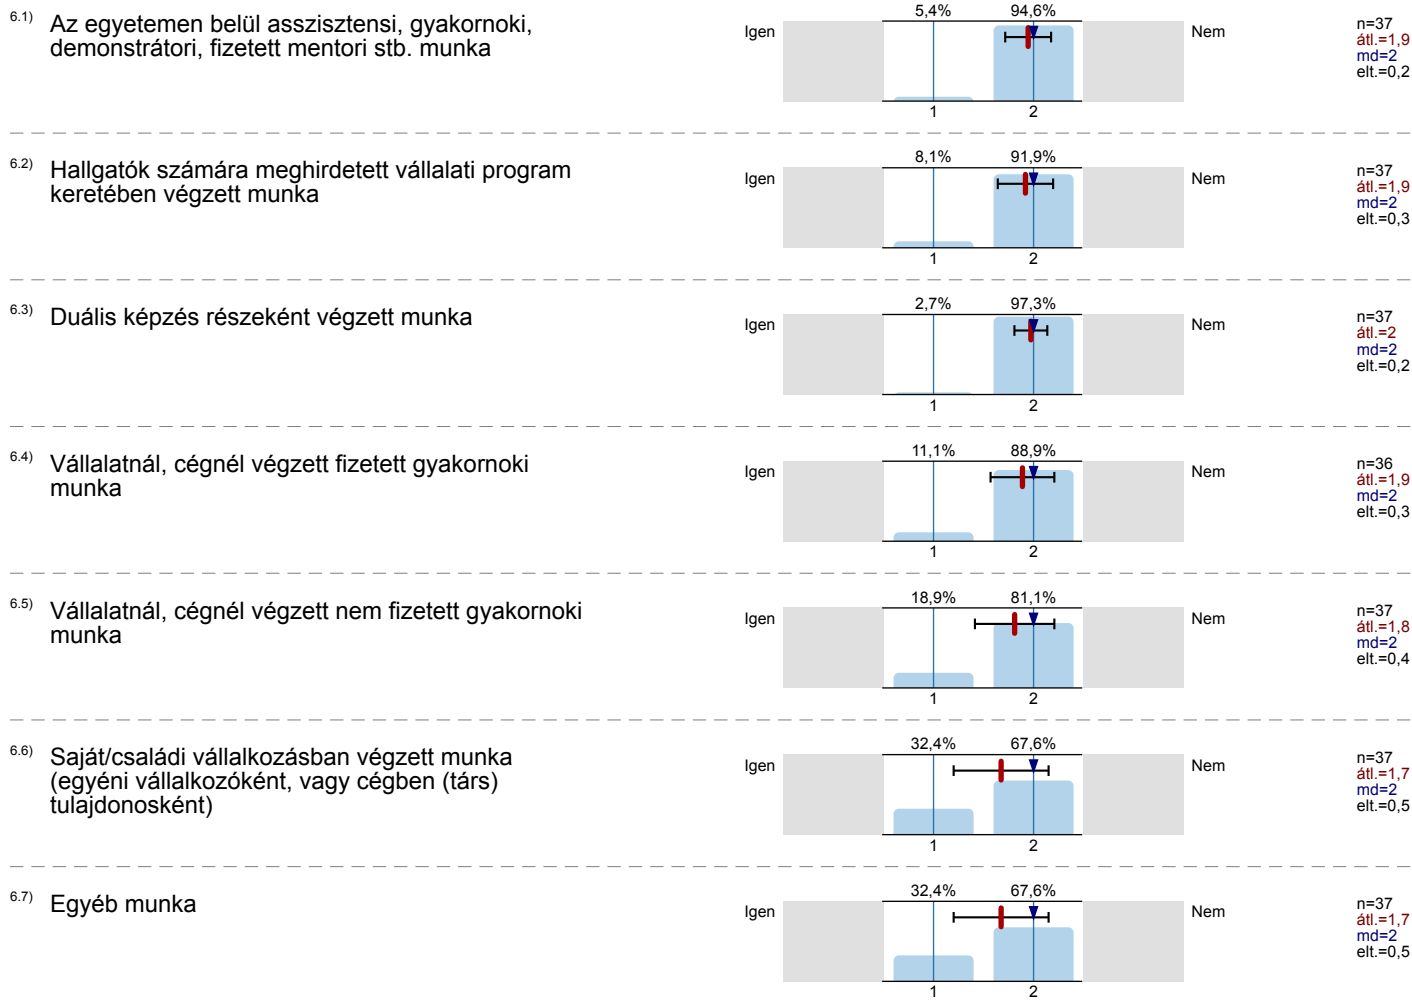 6.1) Az egyetemen belül asszisztensi, gyakornoki,
demonstrátori, fizetett mentori stb. munka
Igen
5,4% 94,6%
1 2
Nem
n=37
átl.=1,9
md=2
elt.=0,2
6.2) Hallgatók számára meghirdetett vállalati program
keretében végzett munka
Igen
8,1% 91,9%
1 2
Nem
n=37
átl.=1,9
md=2
elt.=0,3
6.3) Duális képzés részeként végzett munka
Igen
2,7% 97,3%
1 2
Nem
n=37
átl.=2
md=2
elt.=0,2
6.4) Vállalatnál, cégnél végzett fizetett gyakornoki
munka
Igen
11,1% 88,9%
1 2
Nem
n=36
átl.=1,9
md=2
elt.=0,3
6.5) Vállalatnál, cégnél végzett nem fizetett gyakornoki
munka
Igen
18,9% 81,1%
1 2
Nem
n=37
átl.=1,8
md=2
elt.=0,4
6.6) Saját/családi vállalkozásban végzett munka
(egyéni vállalkozóként, vagy cégben (társ)
tulajdonosként)
Igen
32,4% 67,6%
1 2
Nem
n=37
átl.=1,7
md=2
elt.=0,5
6.7) Egyéb munka
Igen
32,4% 67,6%
1 2
Nem
n=37
átl.=1,7
md=2
elt.=0,5